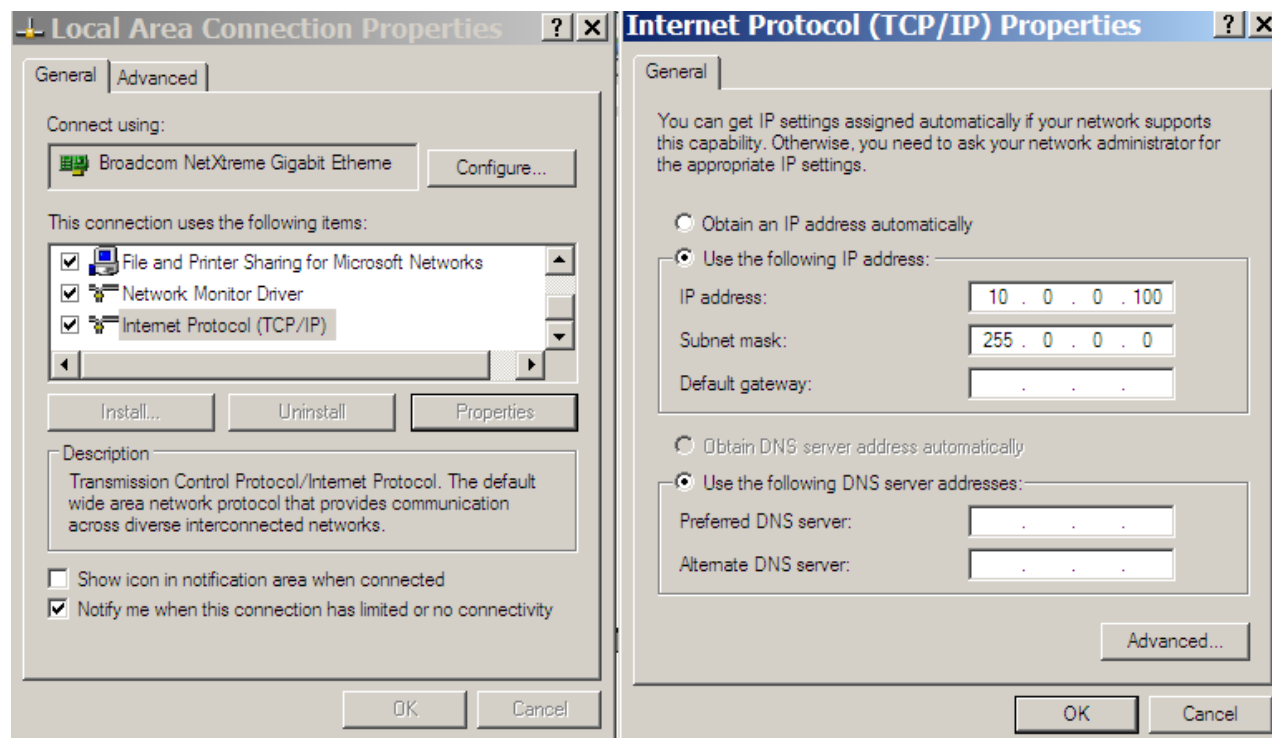 Local Area Connection Properties
General
Advanced
Connect using:
Broadcom NetXtreme Gigabit Etherne
Configure...
This connection uses the following items:
File and Printer Sharing for Microsoft Networks
Network Monitor Driver
Internet Protocol (TCP/IP)
Install...
Uninstall
Properties
Description
Transmission Control Protocol/Internet Protocol. The default
wide area network protocol that provides communication
across diverse interconnected networks.
Show icon in notification area when connected
Notify me when this connection has limited or no connectivity
OK
Cancel
Internet Protocol (TCP/IP) Properties
General
You can get IP settings assigned automatically if your network supports
this capability. Otherwise, you need to ask your network administrator for
the appropriate IP settings.
Obtain an IP address automatically
Use the following IP address:
IP address: 10 . 0 . 0 . 100
Subnet mask: 255 . 0 . 0 . 0
Default gateway: . . .
Obtain DNS server address automatically
Use the following DNS server addresses:
Preferred DNS server: . . .
Alternate DNS server: . . .
Advanced...
OK
Cancel